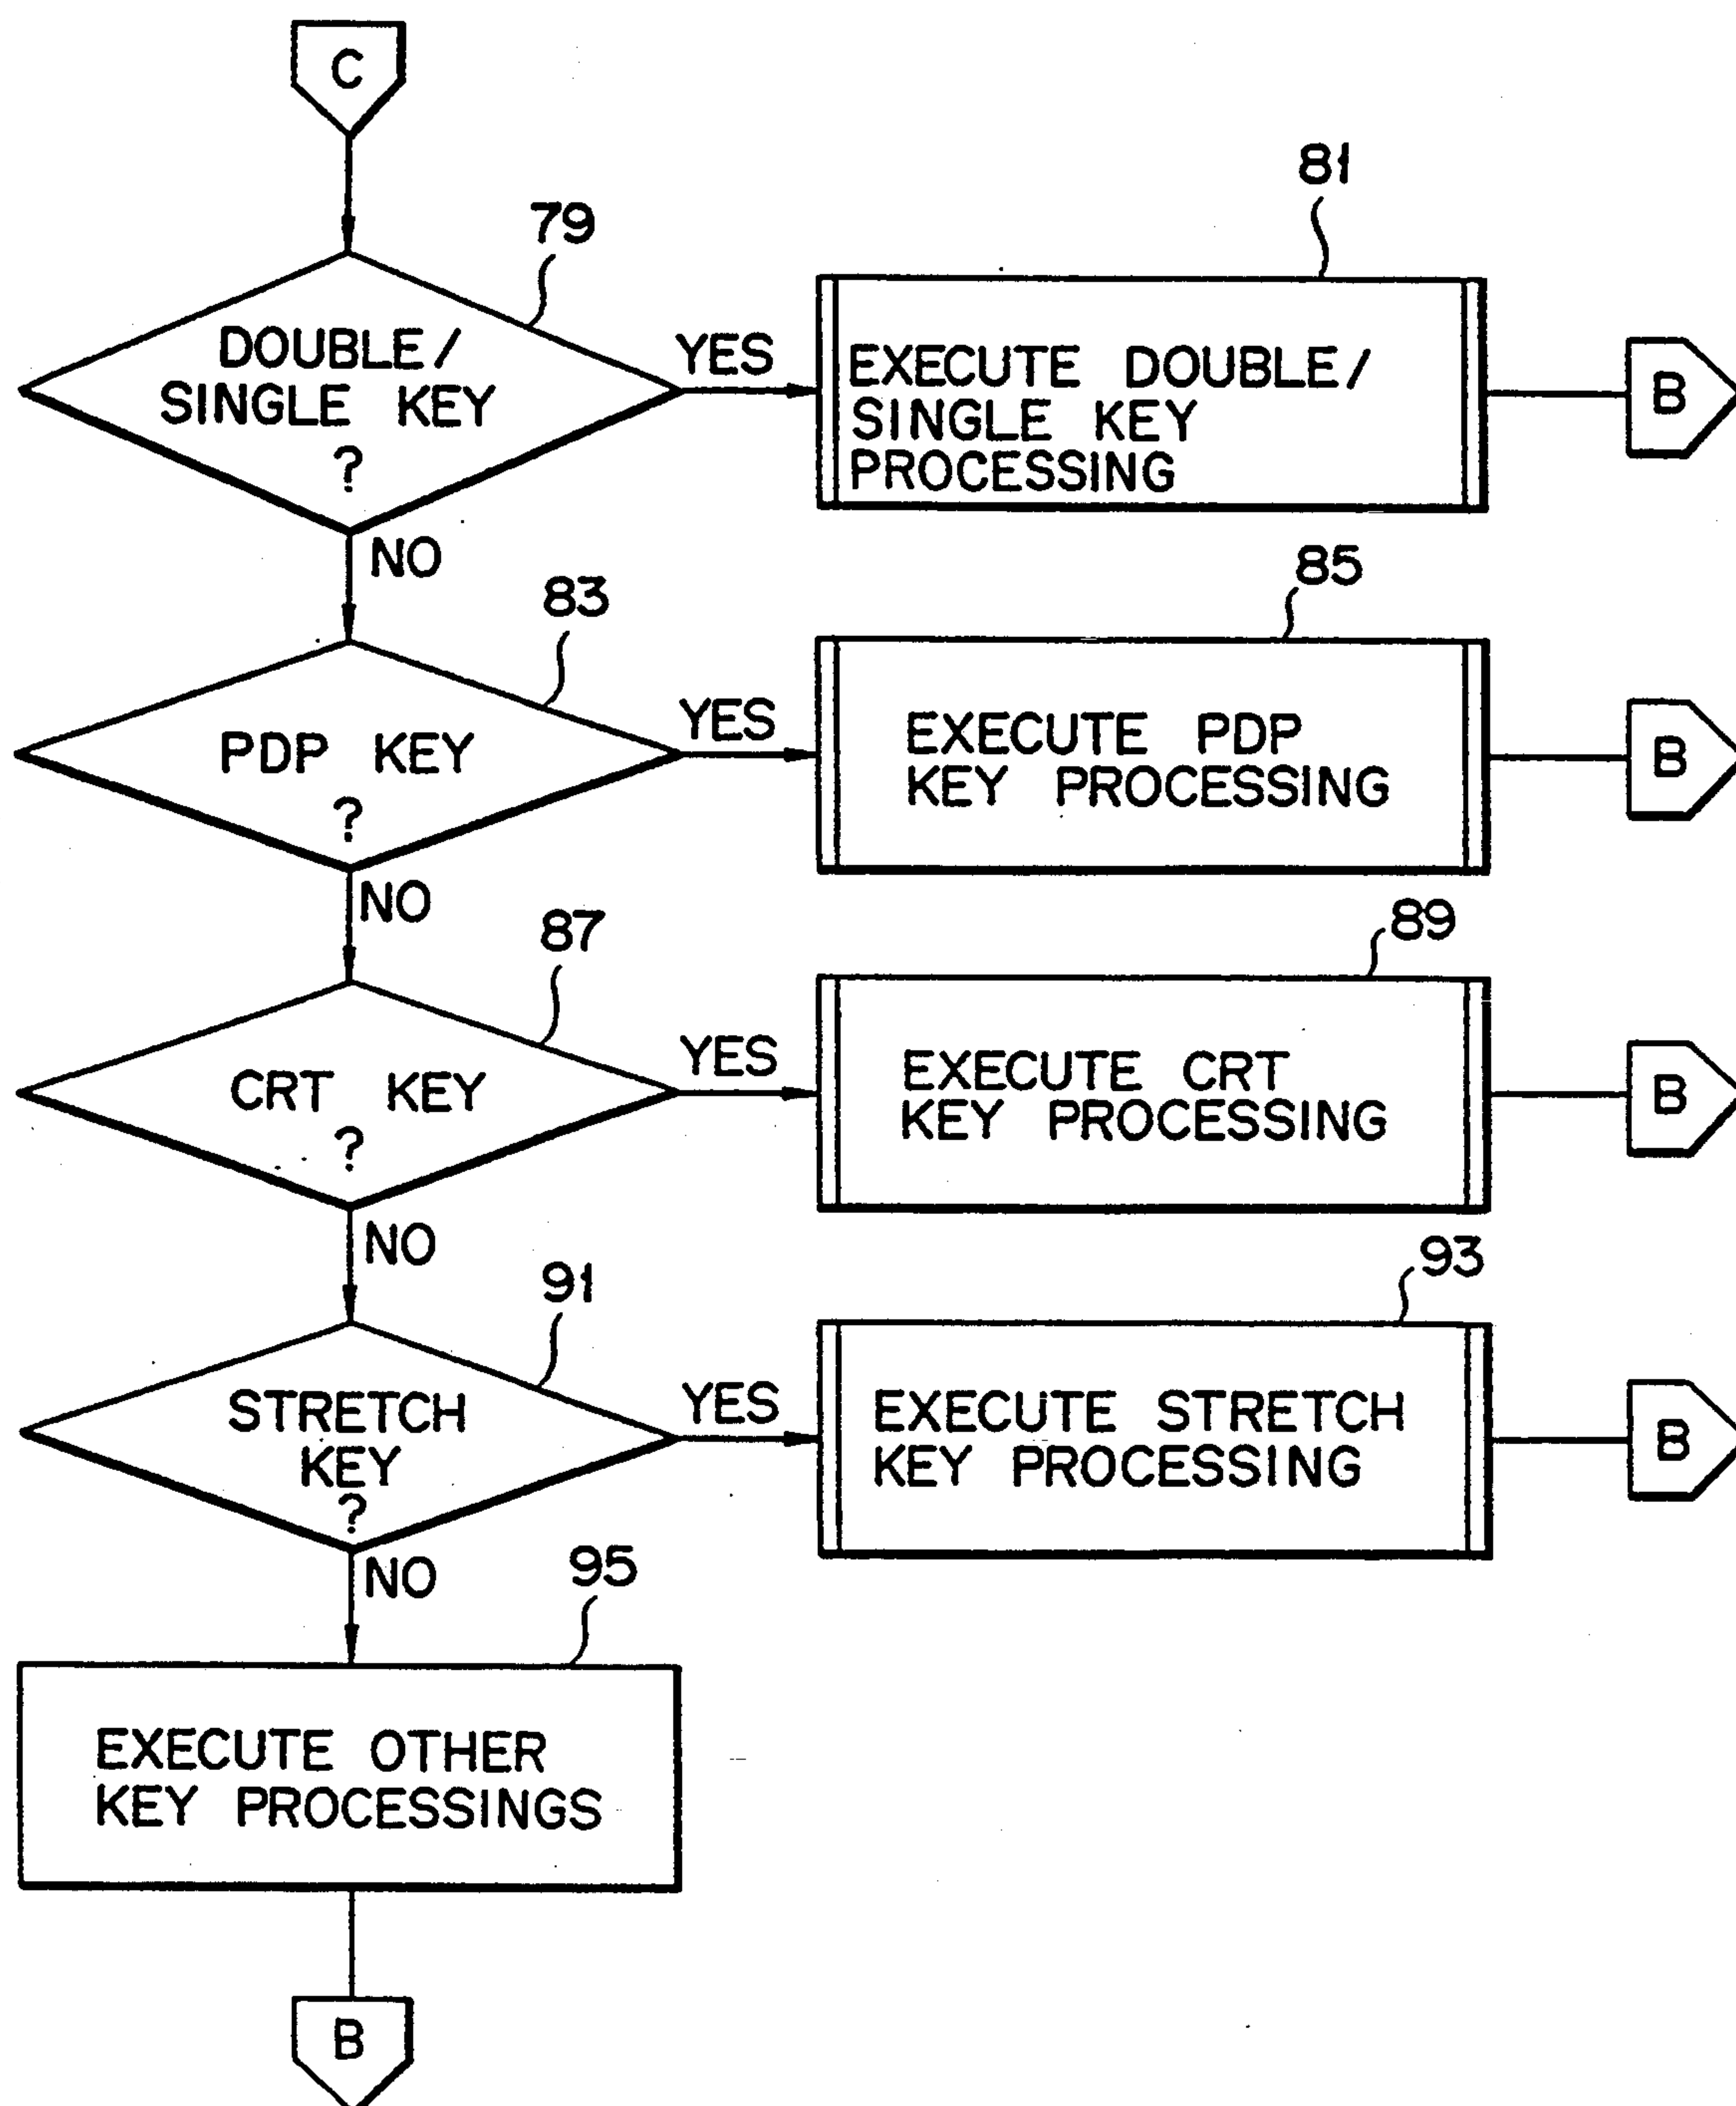 C
79
81
DOUBLE/
SINGLE KEY
?
YES
EXECUTE DOUBLE/
SINGLE KEY
PROCESSING
B
NO
83
85
PDP KEY
?
YES
EXECUTE PDP
KEY PROCESSING
B
NO
87
89
CRT KEY
?
YES
EXECUTE CRT
KEY PROCESSING
B
NO
91
93
STRETCH
KEY
?
YES
EXECUTE STRETCH
KEY PROCESSING
B
NO
95
EXECUTE OTHER
KEY PROCESSINGS
B